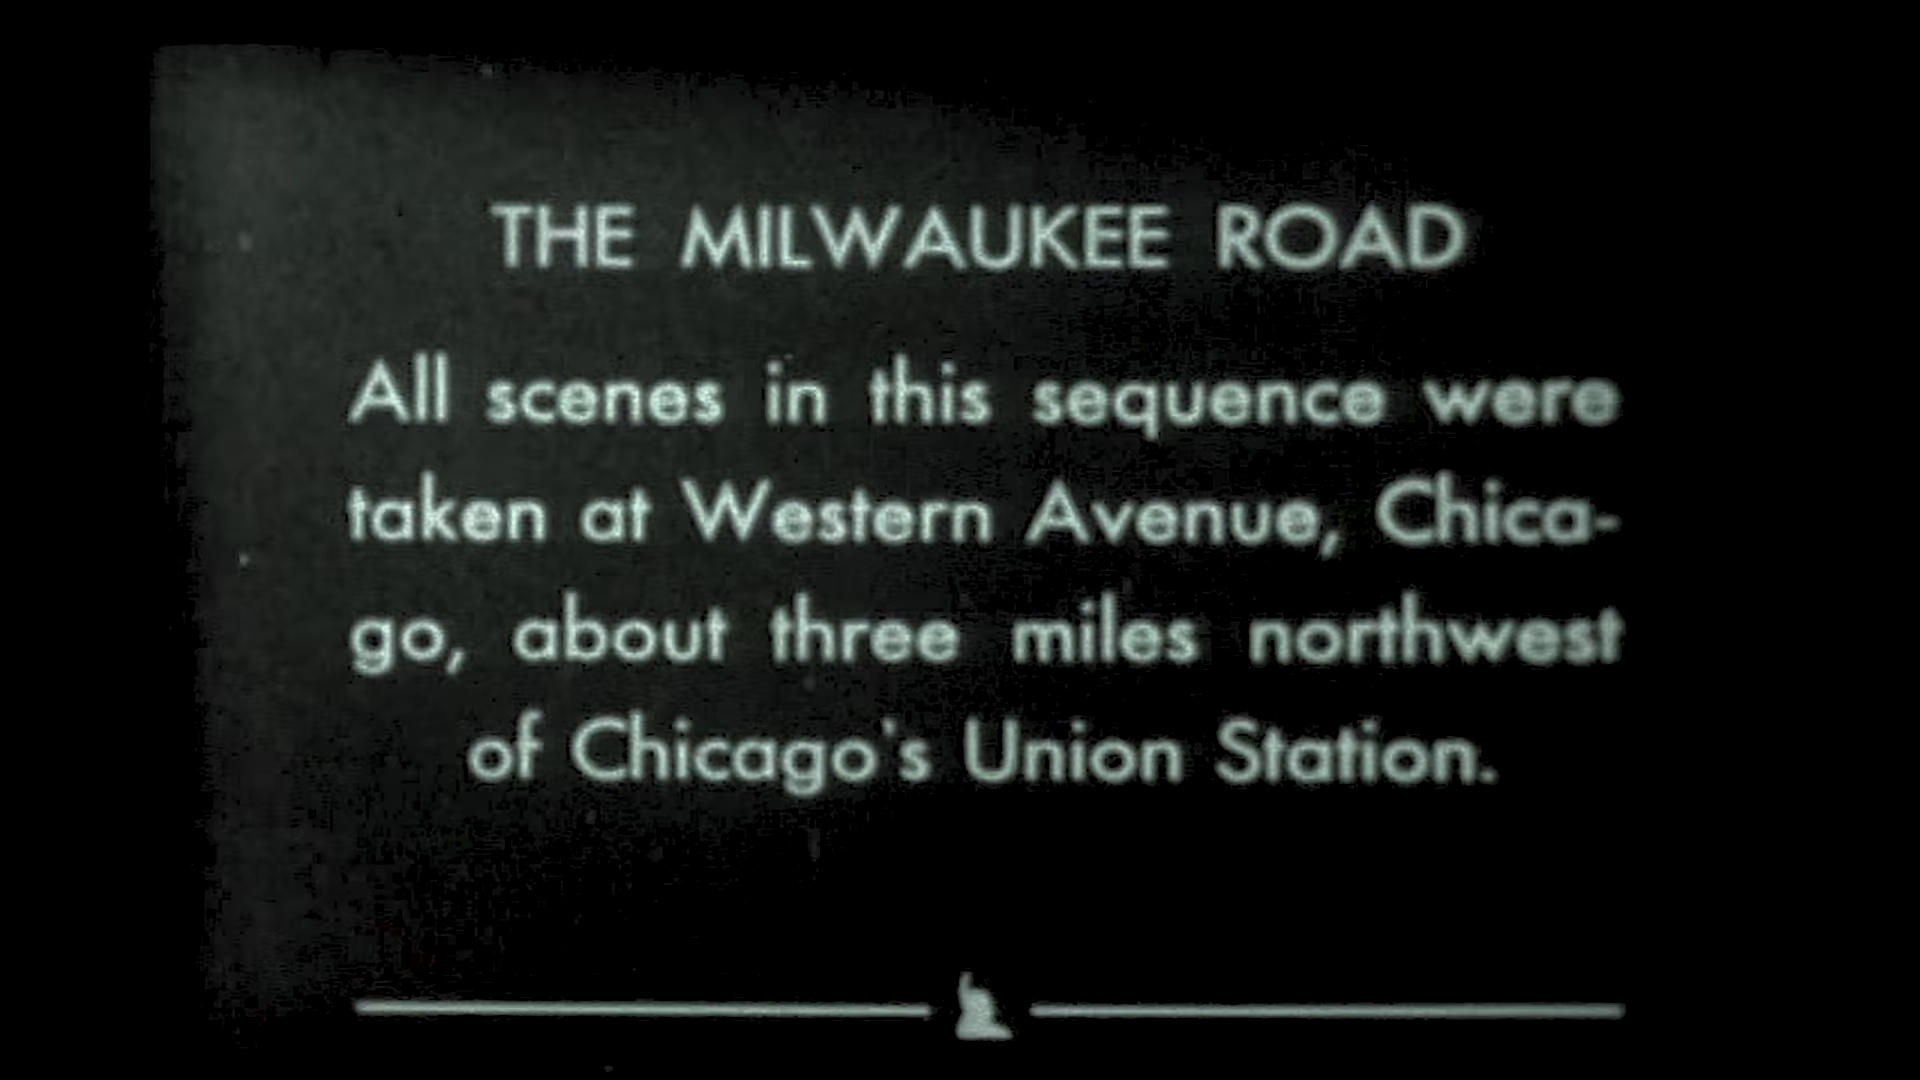 THE MILWAUKEE ROAD
All scenes in this sequence were
taken at Western Avenue, Chica-
go, about three miles northwest
of Chicago's Union Station.